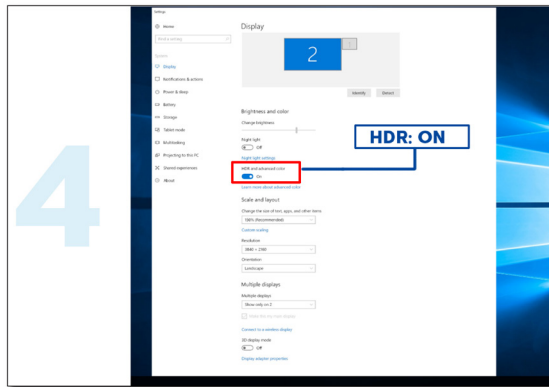 4
Settings
Home
Find a setting
System
Display
Notifications & actions
Power & sleep
Battery
Storage
Tablet mode
Multitasking
Projecting to this PC
Shared experiences
About
Display
2
1
Identify
Detect
Brightness and color
Change brightness
Night light
Off
Night light settings
HDR and advanced color
On
Learn more about advanced color
HDR: ON
Scale and layout
Change the size of text, apps, and other items
100% (Recommended)
Custom scaling
Resolution
3840 × 2160
Orientation
Landscape
Multiple displays
Multiple displays
Show only on 2
Make this my main display
Connect to a wireless display
3D display mode
Off
Display adapter properties